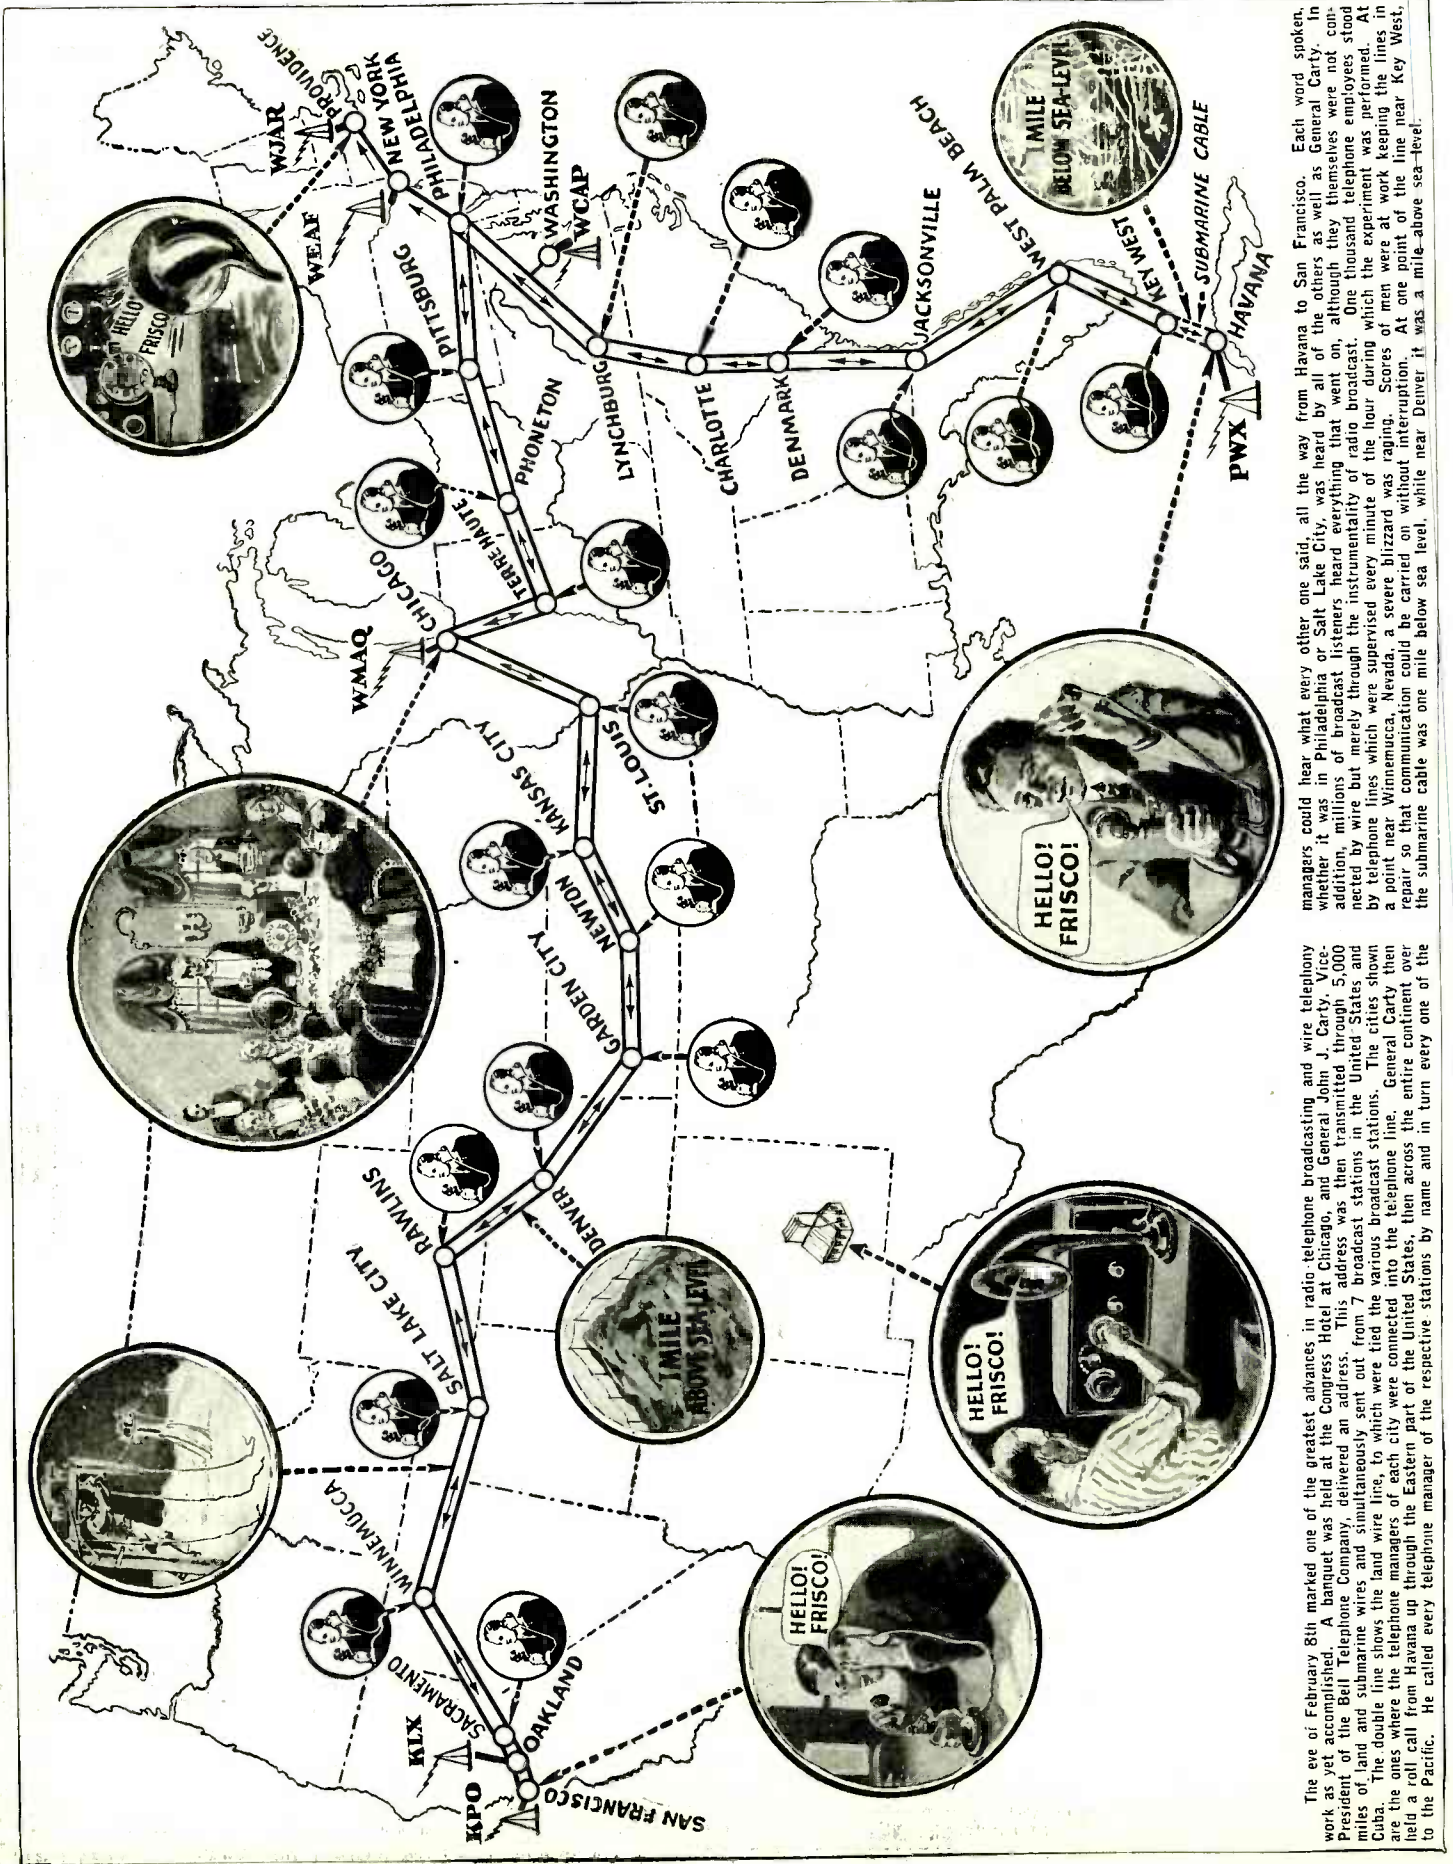 KPO
SAN FRANCISCO
KLX
OAKLAND
SACRAMENTO
WINNEMUCCA
SALT LAKE CITY
RAWLINS
DENVER
GARDEN CITY
NEWTON
KANSAS CITY
ST. LOUIS
WMAQ
CHICAGO
TERRE HAUTE
PHONETON
PITTSBURG
PHILADELPHIA
WEAF
NEW YORK
WJAR
PROVIDENCE
HELLO
FRISCO
WASHINGTON
WCAP
LYNCHBURG
CHARLOTTE
DENMARK
JACKSONVILLE
WEST PALM BEACH
KEY WEST
SUBMARINE CABLE
HAVANA
PWX
1 MILE
BELOW SEA-LEVEL
1 MILE
ABOVE SEA-LEVEL
HELLO!
FRISCO!
HELLO!
FRISCO!
HELLO!
FRISCO!
The eve of February 8th marked one of the greatest advances in radio telephone broadcasting and wire telephony
work as yet accomplished. A banquet was held at the Congress Hotel at Chicago, and General John J. Carty, Vice-
President of the Bell Telephone Company, delivered an address. This address was then transmitted through 5,000
miles of land and submarine wires and simultaneously sent out from 7 broadcast stations in the United States and
Cuba. The double line shows the land wire line, to which were tied the various broadcast stations. The cities shown
are the ones where the telephone managers of each city were connected into the telephone line. General Carty then
held a roll call from Havana up through the Eastern part of the United States, then across the entire continent over
to the Pacific. He called every telephone manager of the respective stations by name and in turn every one of the
managers could hear what every other one said, all the way from Havana to San Francisco. Each word spoken,
whether it was in Philadelphia or Salt Lake City, was heard by all of the others as well as General Carty. In
addition, millions of broadcast listeners heard everything that went on, although they themselves were not con-
nected by wire but merely through the instrumentality of radio broadcast. One thousand telephone employees stood
by telephone lines which were supervised every minute of the hour during which the experiment was performed. At
a point near Winnemucca, Nevada, a severe blizzard was raging. Scores of men were at work keeping the lines in
repair so that communication could be carried on without interruption. At one point of the line near Key West,
the submarine cable was one mile below sea level, while near Denver it was a mile above sea level.